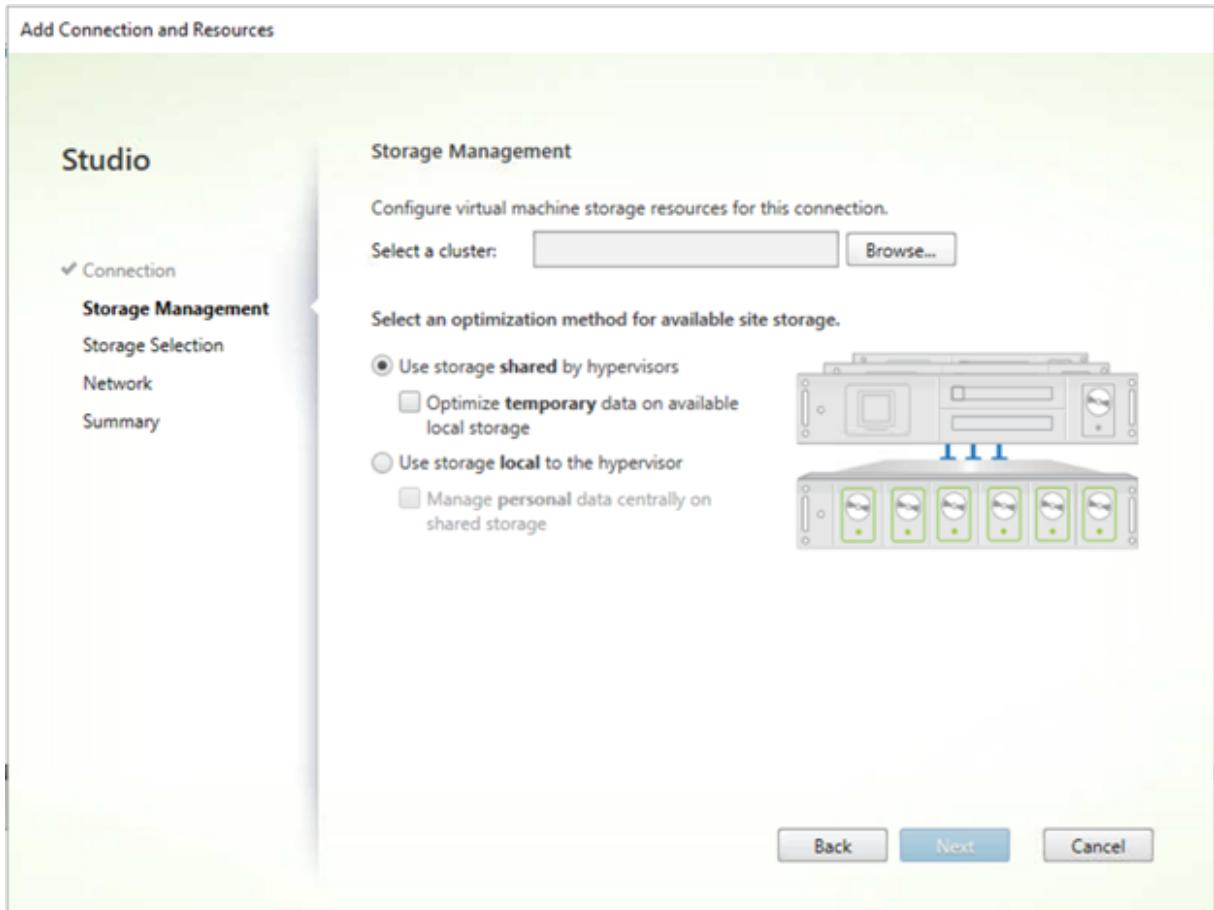 Add Connection and Resources
Studio
✔ Connection
Storage Management
Storage Selection
Network
Summary
Storage Management
Configure virtual machine storage resources for this connection.
Select a cluster:
Browse...
Select an optimization method for available site storage.
Use storage shared by hypervisors
Optimize temporary data on available
local storage
Use storage local to the hypervisor
Manage personal data centrally on
shared storage
Back
Next
Cancel